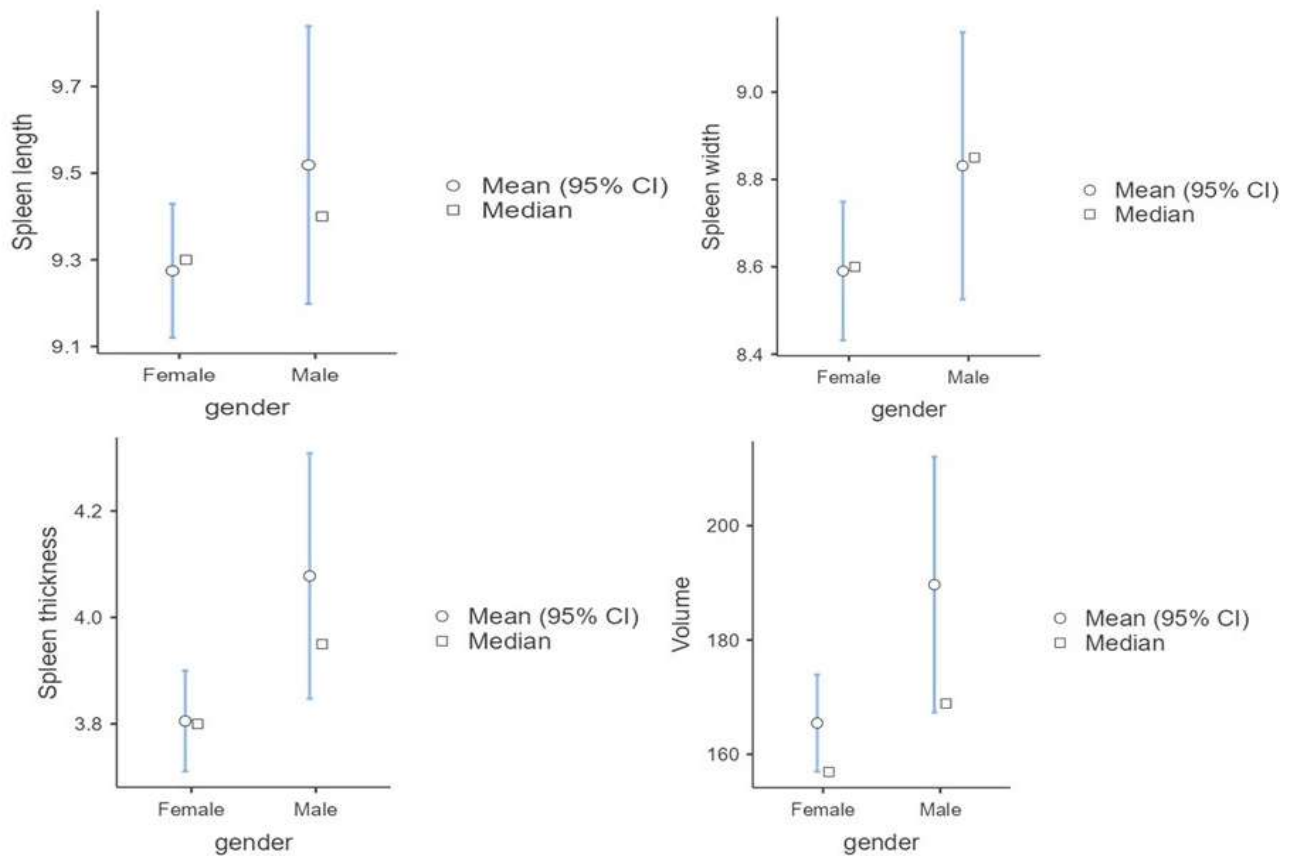 Spleen length
9.7
9.5
9.3
9.1
Female Male
gender
Mean (95% CI)
Median
Spleen width
9.0
8.8
8.6
8.4
Female Male
gender
Mean (95% CI)
Median
Spleen thickness
4.2
4.0
3.8
Female Male
gender
Mean (95% CI)
Median
Volume
200
180
160
Female Male
gender
Mean (95% CI)
Median